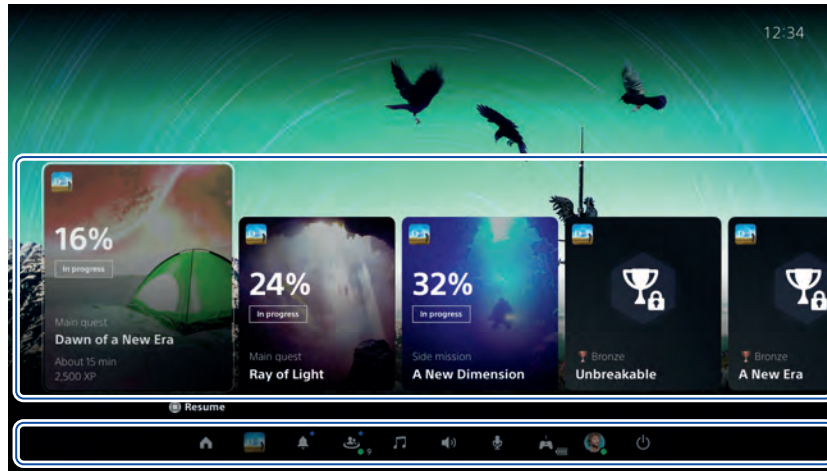 12:34
16%
In progress
Main quest
Dawn of a New Era
About 15 min
2,500 XP
24%
In progress
Main quest
Ray of Light
32%
In progress
Side mission
A New Dimension
Bronze
Unbreakable
Bronze
A New Era
Resume
9